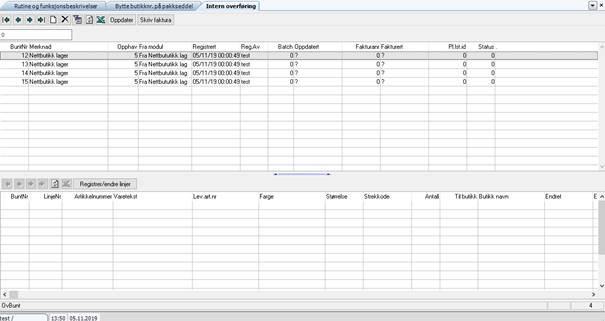 Rutine og funksjonsbeskrivelser Bytte butikknr. på pakkseddel Intern overføring
Oppdater Skriv faktura
0
BuntNr Merknad Opphav Fra modul Registrert Reg.Av Batch Oppdatert Fakturanr Fakturert Pl.lst.id Status .
12 Nettbutikk lager 5 Fra Nettbutikk lag 05/11/19 00:00:49 test 0 ? 0 ? 0 0
13 Nettbutikk lager 5 Fra Nettbutikk lag 05/11/19 00:00:49 test 0 ? 0 ? 0 0
14 Nettbutikk lager 5 Fra Nettbutikk lag 05/11/19 00:00:49 test 0 ? 0 ? 0 0
15 Nettbutikk lager 5 Fra Nettbutikk lag 05/11/19 00:00:49 test 0 ? 0 ? 0 0
Registrer/endre linjer
BuntNr LinjeNr Artikkelnummer Varetekst Lev.art.nr Farge Størrelse Strekkode Antall Til butikk Butikk navn Endret E
OvBunt 4
test / 13:50 05.11.2019